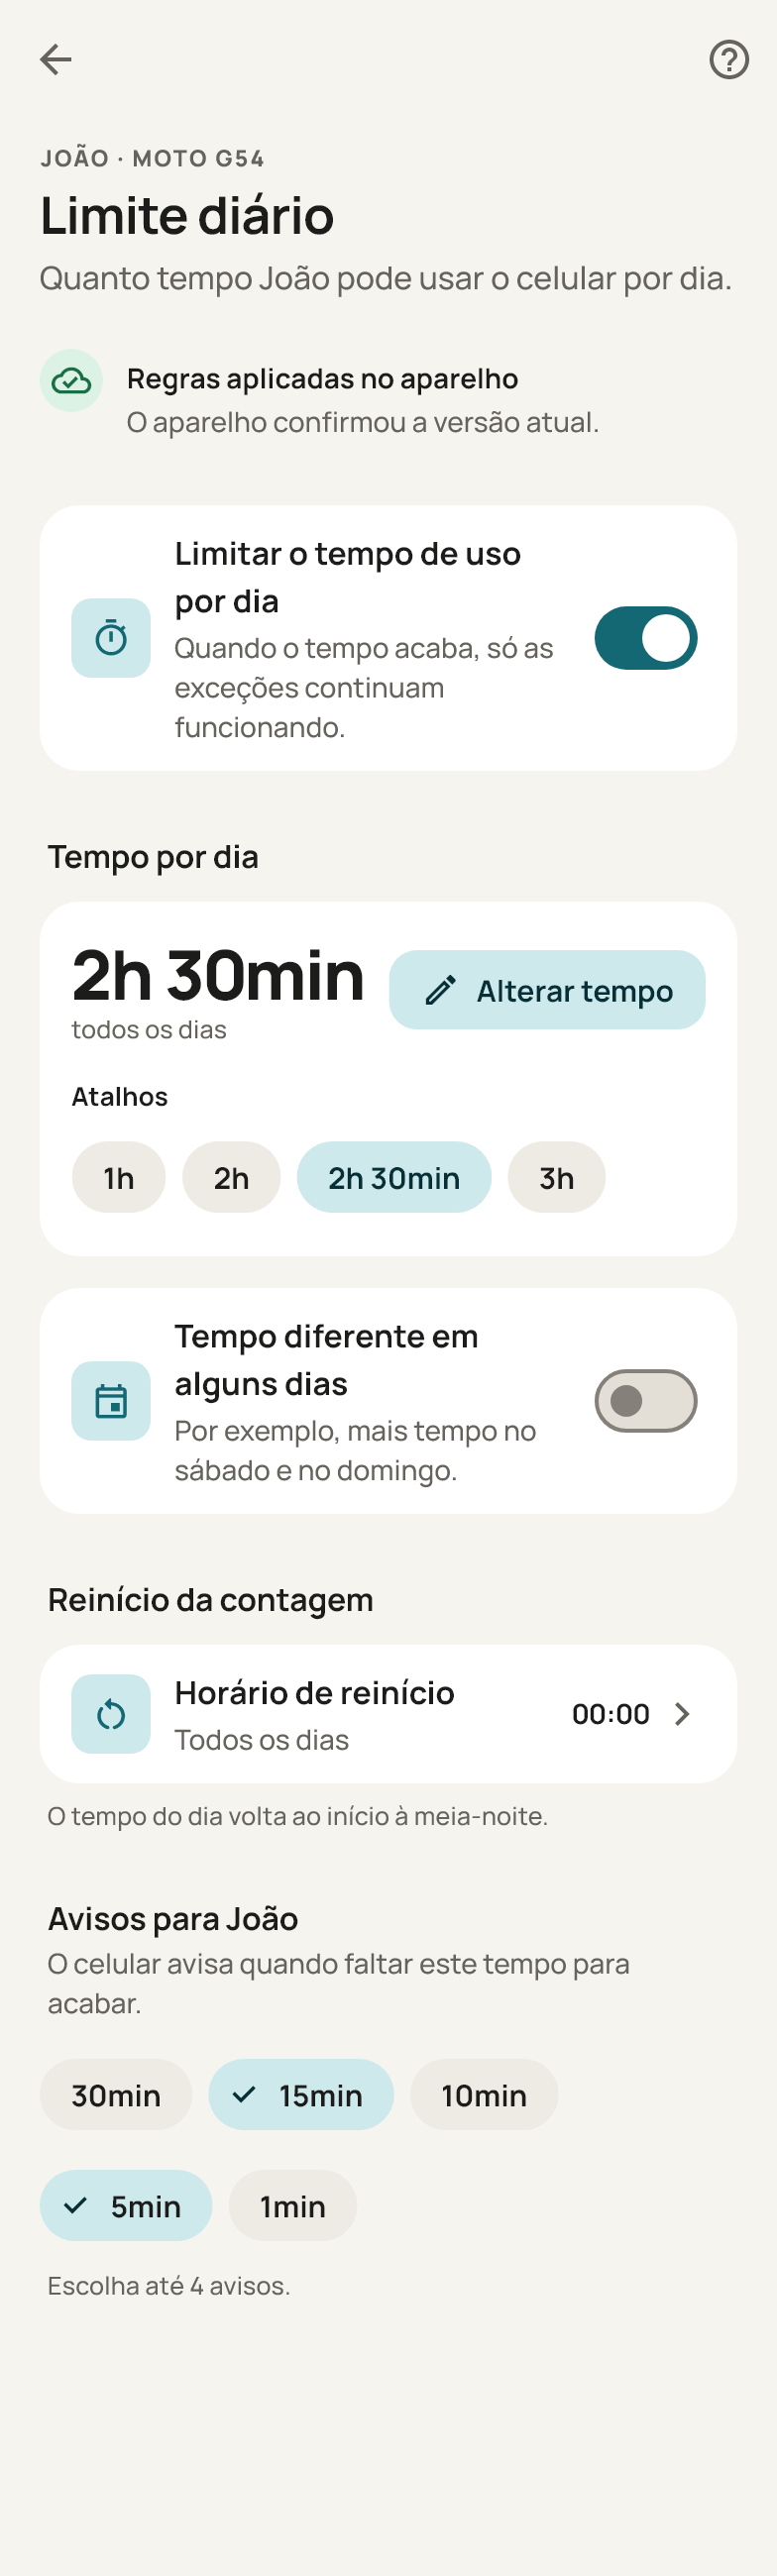 JOÃO · MOTO G54
Limite diário
Quanto tempo João pode usar o celular por dia.
Regras aplicadas no aparelho
O aparelho confirmou a versão atual.
Limitar o tempo de uso
por dia
Quando o tempo acaba, só as
exceções continuam
funcionando.
Tempo por dia
2h 30min
Alterar tempo
todos os dias
Atalhos
1h
2h
2h 30min
3h
Tempo diferente em
alguns dias
Por exemplo, mais tempo no
sábado e no domingo.
Reinício da contagem
Horário de reinício
00:00
Todos os dias
O tempo do dia volta ao início à meia-noite.
Avisos para João
O celular avisa quando faltar este tempo para
acabar.
30min
15min
10min
5min
1min
Escolha até 4 avisos.